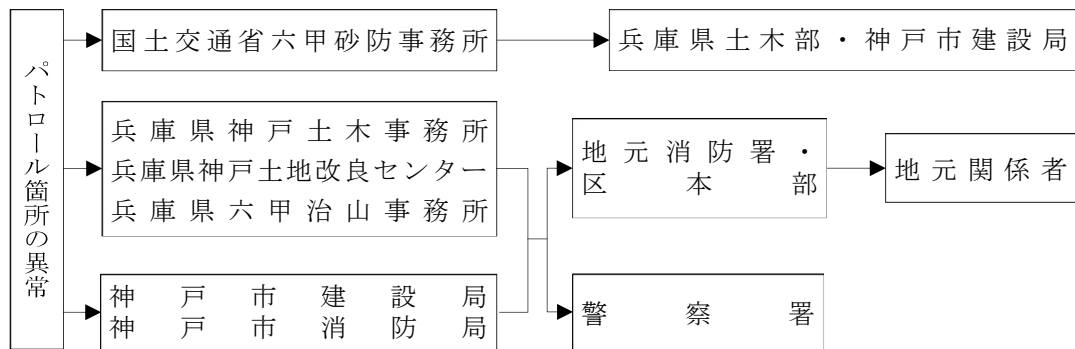 パトロール箇所の異常
国土交通省六甲砂防事務所
兵庫県土木部・神戸市建設局
兵庫県神戸土木事務所
兵庫県神戸土地改良センター
兵庫県六甲治山事務所
地元消防署・
区本部
地元関係者
神戸市建設局
神戸市消防局
警察署